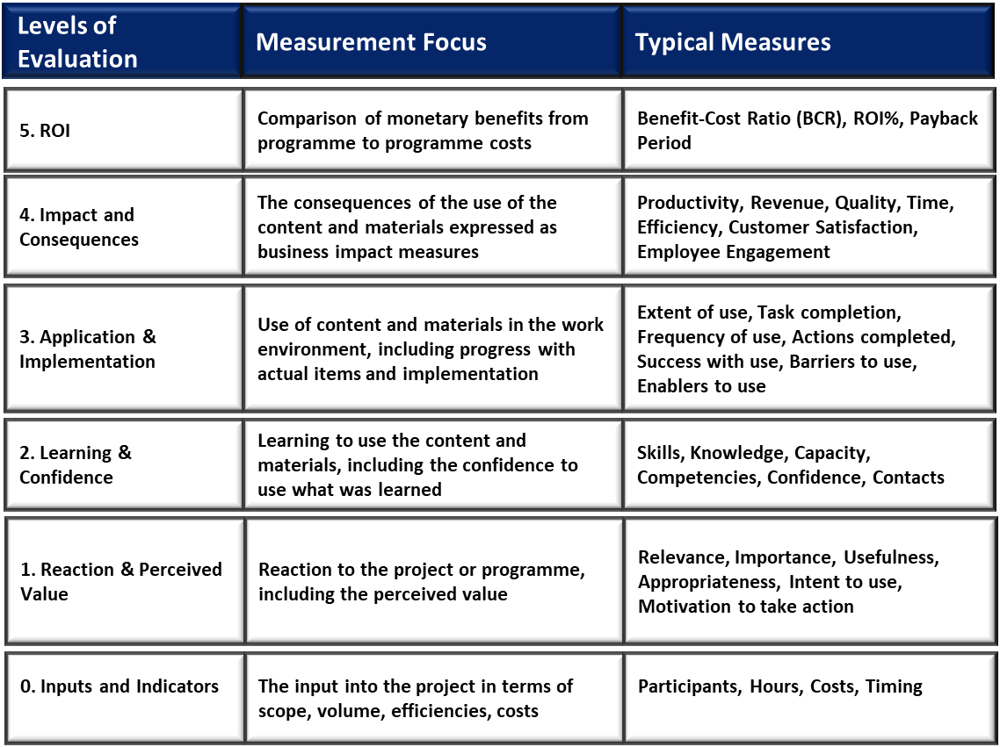 Levels of
Evaluation
Measurement Focus
Typical Measures
5. ROI
Comparison of monetary benefits from
programme to programme costs
Benefit-Cost Ratio (BCR), ROI%, Payback
Period
4. Impact and
Consequences
The consequences of the use of the
content and materials expressed as
business impact measures
Productivity, Revenue, Quality, Time,
Efficiency, Customer Satisfaction,
Employee Engagement
3. Application &
Implementation
Use of content and materials in the work
environment, including progress with
actual items and implementation
Extent of use, Task completion,
Frequency of use, Actions completed,
Success with use, Barriers to use,
Enablers to use
2. Learning &
Confidence
Learning to use the content and
materials, including the confidence to
use what was learned
Skills, Knowledge, Capacity,
Competencies, Confidence, Contacts
1. Reaction & Perceived
Value
Reaction to the project or programme,
including the perceived value
Relevance, Importance, Usefulness,
Appropriateness, Intent to use,
Motivation to take action
0. Inputs and Indicators
The input into the project in terms of
scope, volume, efficiencies, costs
Participants, Hours, Costs, Timing